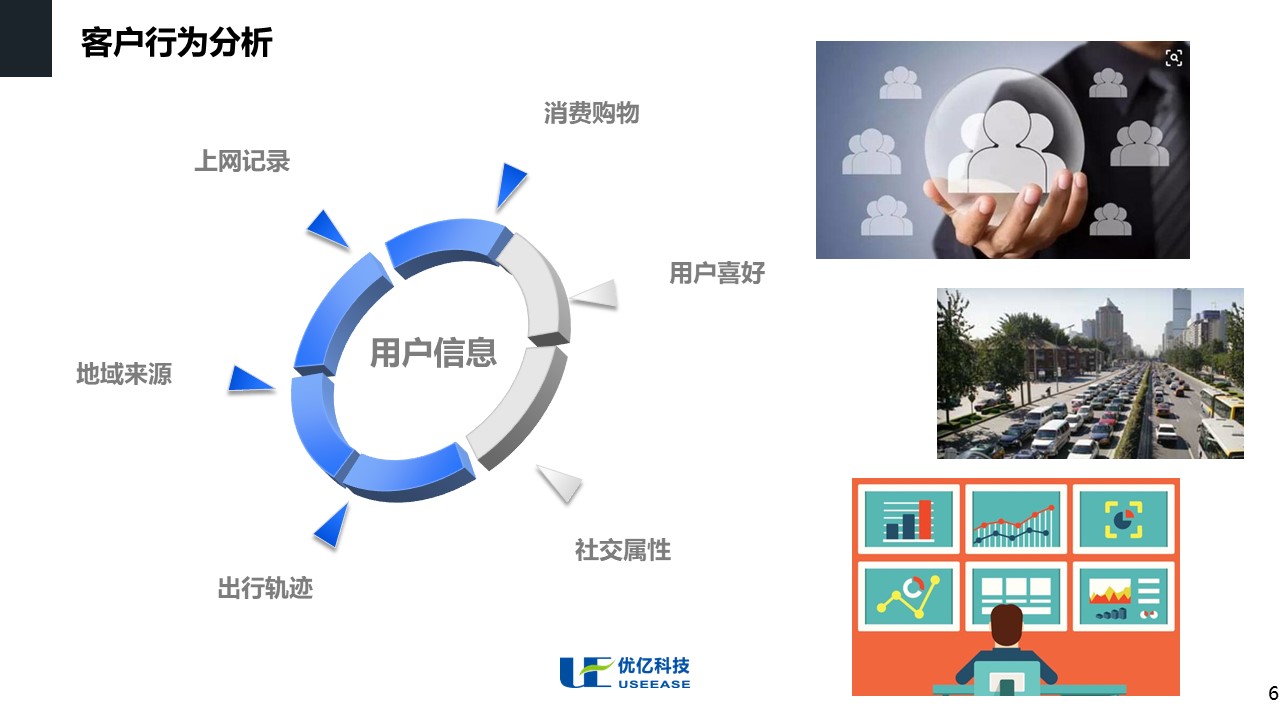 客户行为分析
消费购物
上网记录
用户喜好
用户信息
地域来源
社交属性
出行轨迹
UE 优亿科技
USEEASE
6